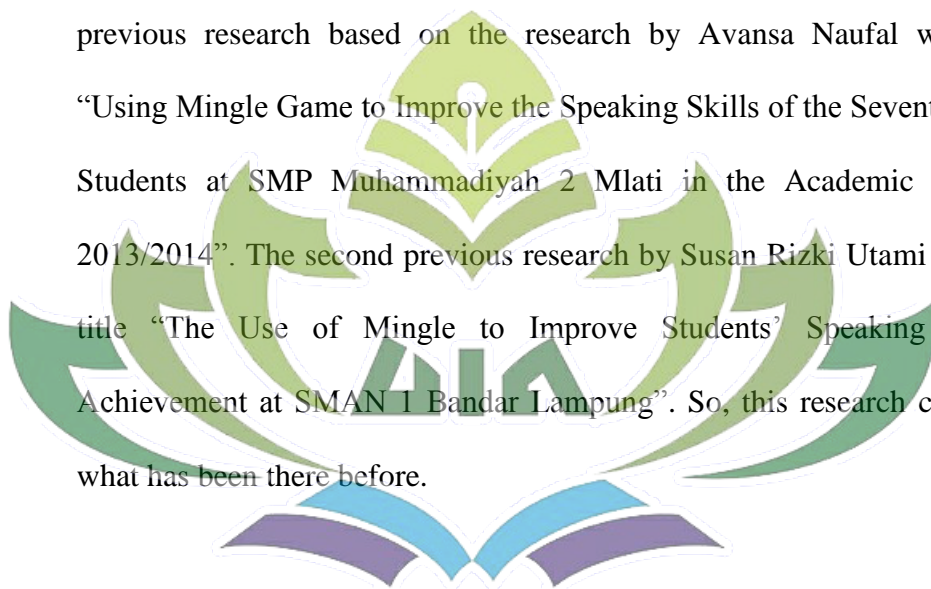 previous research based on the research by Avansa Naufal w
“Using Mingle Game to Improve the Speaking Skills of the Sevent
Students at SMP Muhammadiyah 2 Mlati in the Academic
2013/2014”. The second previous research by Susan Rizki Utami
title “The Use of Mingle to Improve Students’ Speaking
Achievement at SMAN 1 Bandar Lampung”. So, this research c
what has been there before.